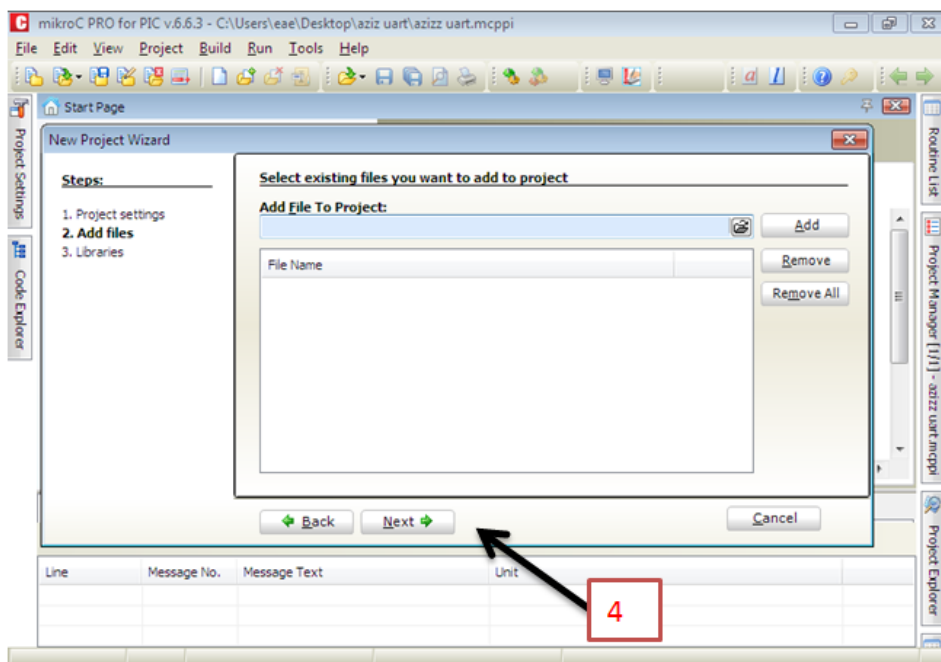 mikroC PRO for PIC v.6.6.3 - C:\Users\eae\Desktop\aziz uart\azizz uart.mcppi
File Edit View Project Build Run Tools Help
Start Page
New Project Wizard
Steps:
1. Project settings
2. Add files
3. Libraries
Select existing files you want to add to project
Add File To Project:
Add
File Name
Remove
Remove All
Back
Next
Cancel
Line Message No. Message Text Unit
4
Project Settings
Code Explorer
Routine List
Project Manager [1/1] - azizz uart.mcppi
Project Explorer